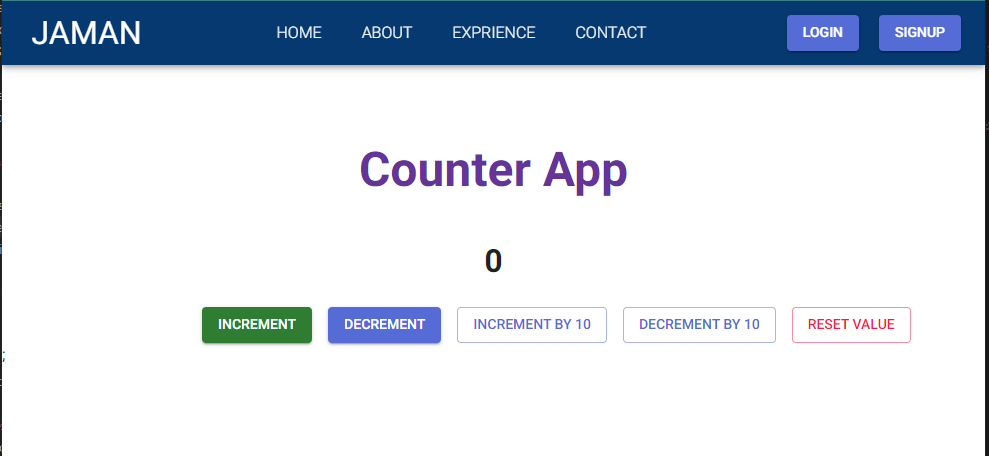 JAMAN HOME ABOUT EXPRIENCE CONTACT LOGIN SIGNUP
Counter App
0
INCREMENT DECREMENT INCREMENT BY 10 DECREMENT BY 10 RESET VALUE